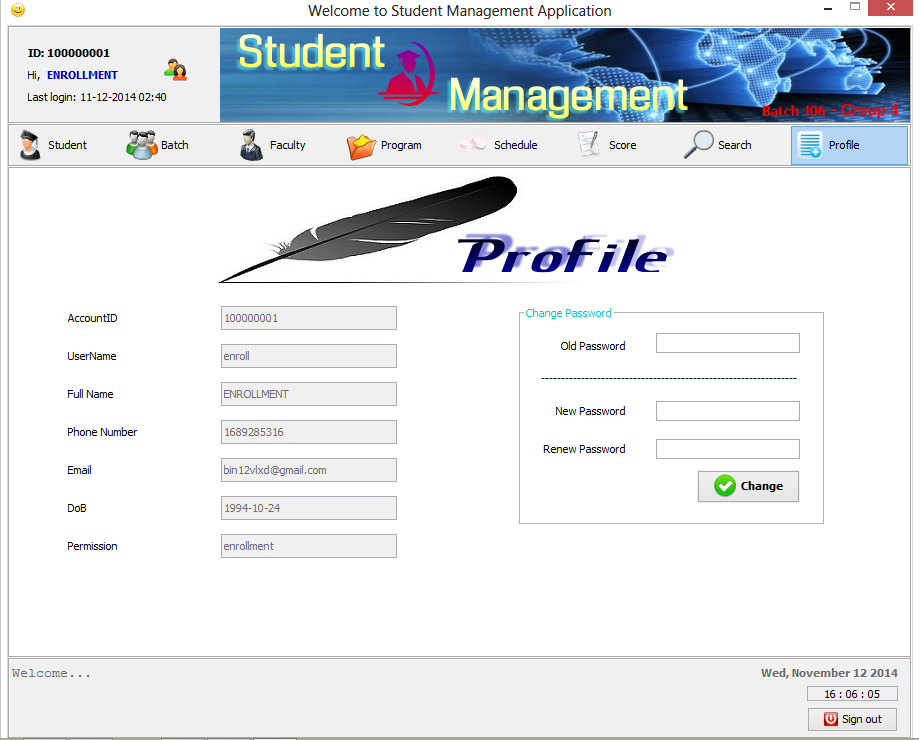 Welcome to Student Management Application
ID: 100000001
Hi, ENROLLMENT
Last login: 11-12-2014 02:40
Student
Management
Batch 106 - Group 4
Student Batch Faculty Program Schedule Score Search Profile
Profile
AccountID 100000001
UserName enroll
Full Name ENROLLMENT
Phone Number 1689285316
Email bin12vlxd@gmail.com
DoB 1994-10-24
Permission enrollment
Change Password
Old Password
New Password
Renew Password
Change
Welcome...
Wed, November 12 2014
16 : 06 : 05
Sign out